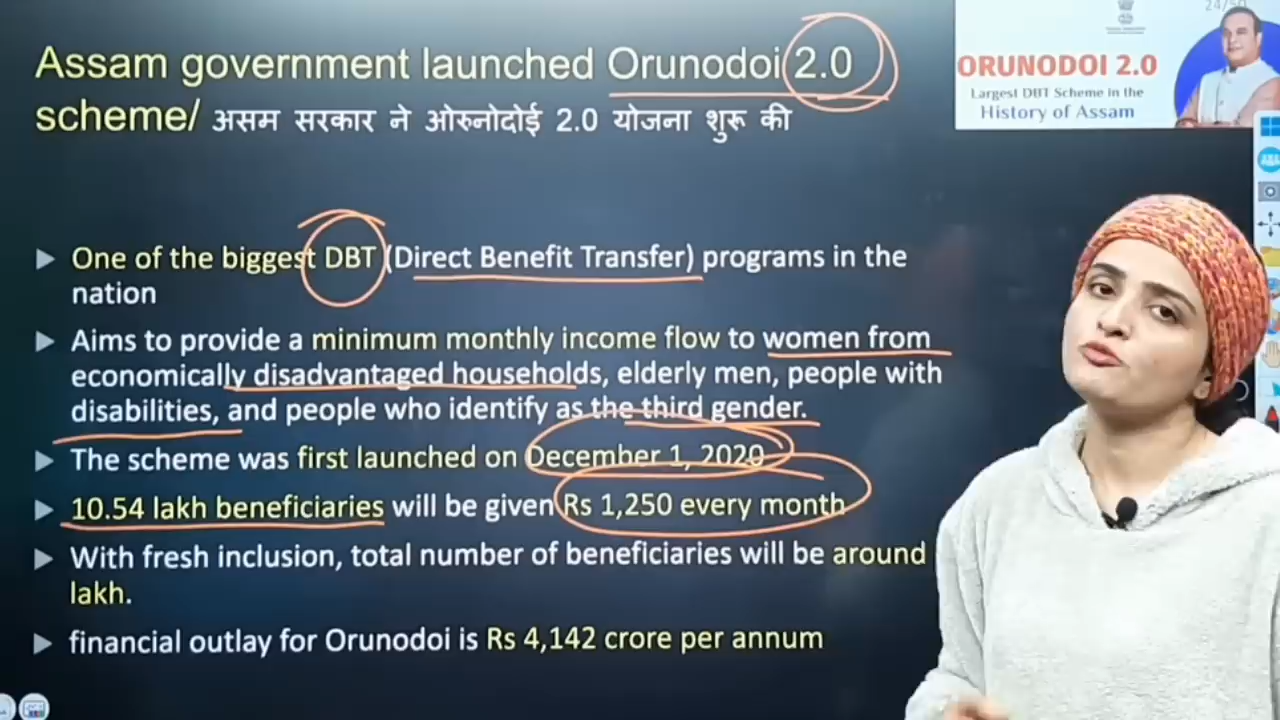 Assam government launched Orunodoi 2.0
scheme/ असम सरकार ने ओरुनोदोई 2.0 योजना शुरू की
24/50
ORUNODOI 2.0
Largest DBT Scheme in the
History of Assam
▶ One of the biggest DBT (Direct Benefit Transfer) programs in the
nation
▶ Aims to provide a minimum monthly income flow to women from
economically disadvantaged households, elderly men, people with
disabilities, and people who identify as the third gender.
▶ The scheme was first launched on December 1, 2020
▶ 10.54 lakh beneficiaries will be given Rs 1,250 every month
▶ With fresh inclusion, total number of beneficiaries will be around
lakh.
▶ financial outlay for Orunodoi is Rs 4,142 crore per annum